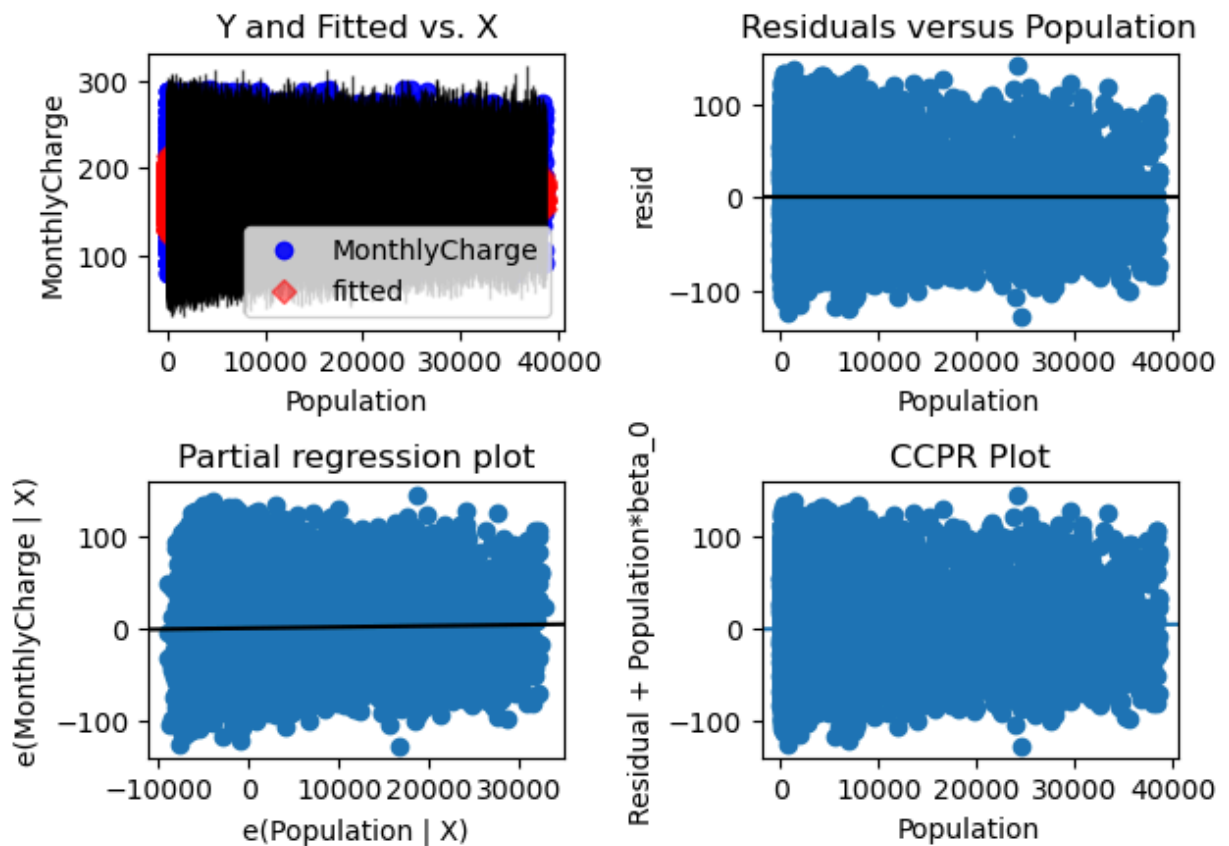 Y and Fitted vs. X
300
200
100
MonthlyCharge
MonthlyCharge
fitted
0 10000 20000 30000 40000
Population
Residuals versus Population
100
0
−100
resid
0 10000 20000 30000 40000
Population
Partial regression plot
100
0
−100
e(MonthlyCharge | X)
−10000 0 10000 20000 30000
e(Population | X)
CCPR Plot
100
0
−100
Residual + Population*beta_0
0 10000 20000 30000 40000
Population